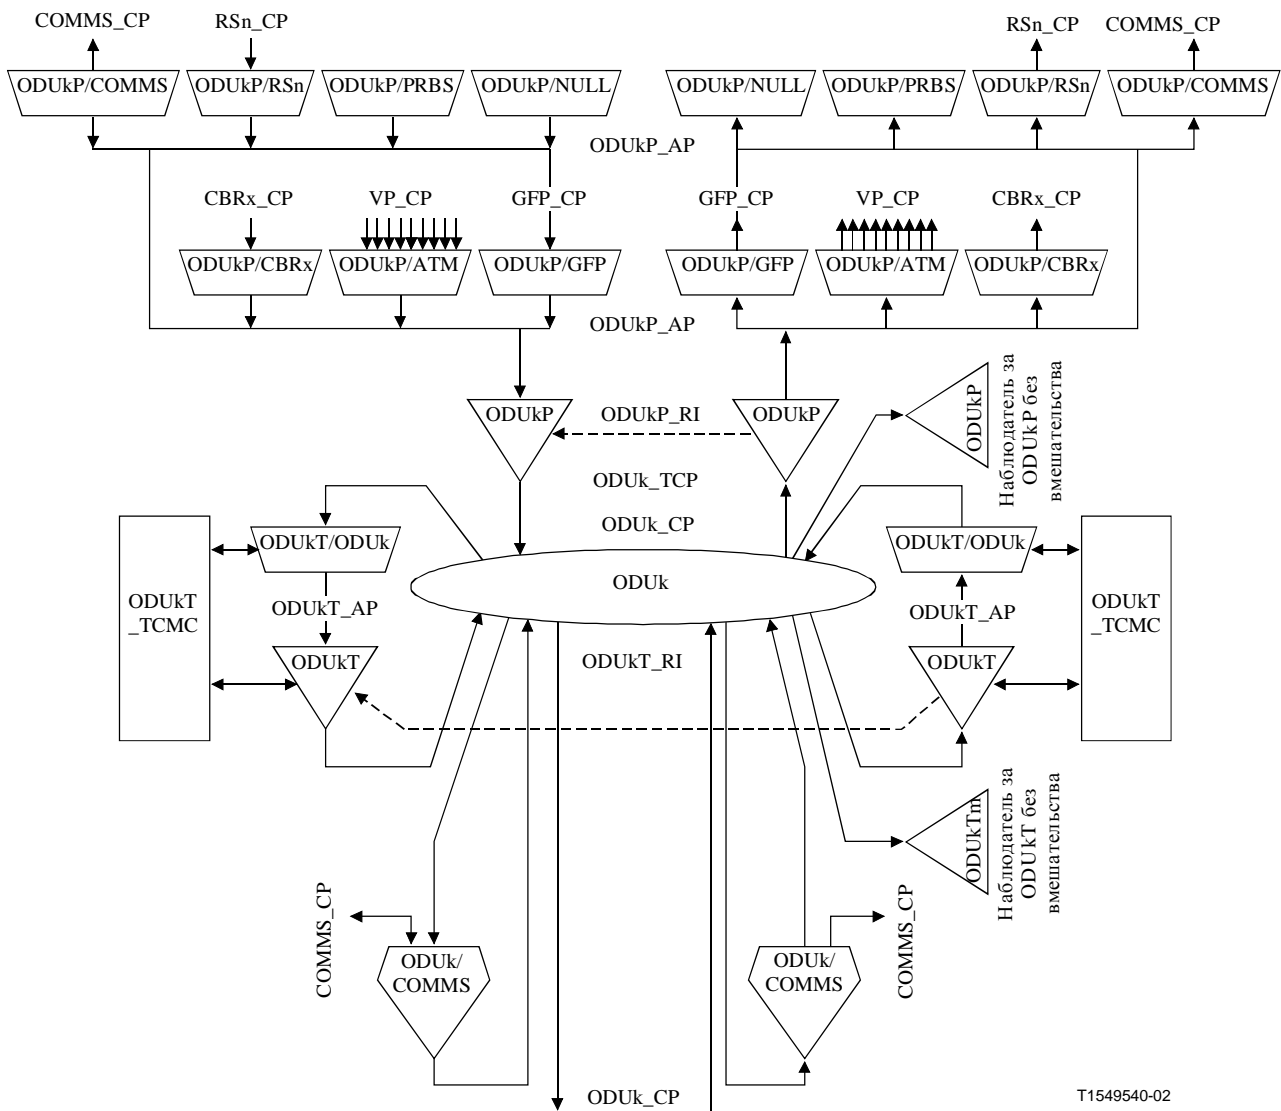 COMMS_CP RSn_CP RSn_CP COMMS_CP
ODUkP/COMMS ODUkP/RSn ODUkP/PRBS ODUkP/NULL ODUkP/NULL ODUkP/PRBS ODUkP/RSn ODUkP/COMMS
ODUkP_AP
CBRx_CP VP_CP GFP_CP GFP_CP VP_CP CBRx_CP
ODUkP/CBRx ODUkP/ATM ODUkP/GFP ODUkP/GFP ODUkP/ATM ODUkP/CBRx
ODUkP_AP
ODUkP ODUkP_RI ODUkP
ODUkP
Наблюдатель за
ODUkP без
вмешательства
ODUk_TCP
ODUk_CP
ODUkT/ODUk ODUkT/ODUk
ODUk
ODUkT
_TCMC
ODUkT_AP ODUkT_AP
ODUkT
_TCMC
ODUkT ODUkT_RI ODUkT
ODUkTm
Наблюдатель за
ODUkT без
вмешательства
COMMS_CP
ODUk/
COMMS
ODUk/
COMMS
COMMS_CP
ODUk_CP
T1549540-02